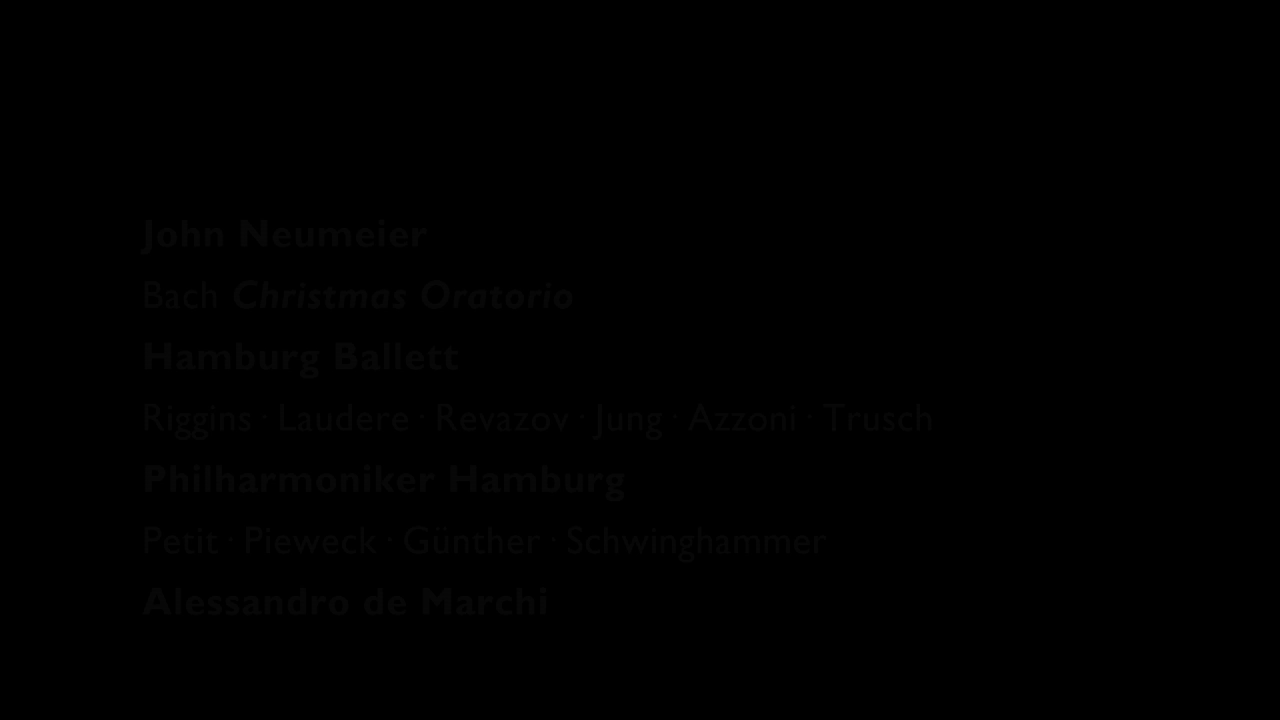 John Neumeier
Bach Christmas Oratorio
Hamburg Ballett
Riggins · Laudere · Revazov · Jung · Azzoni · Trusch
Philharmoniker Hamburg
Petit · Pieweck · Günther · Schwinghammer
Alessandro de Marchi